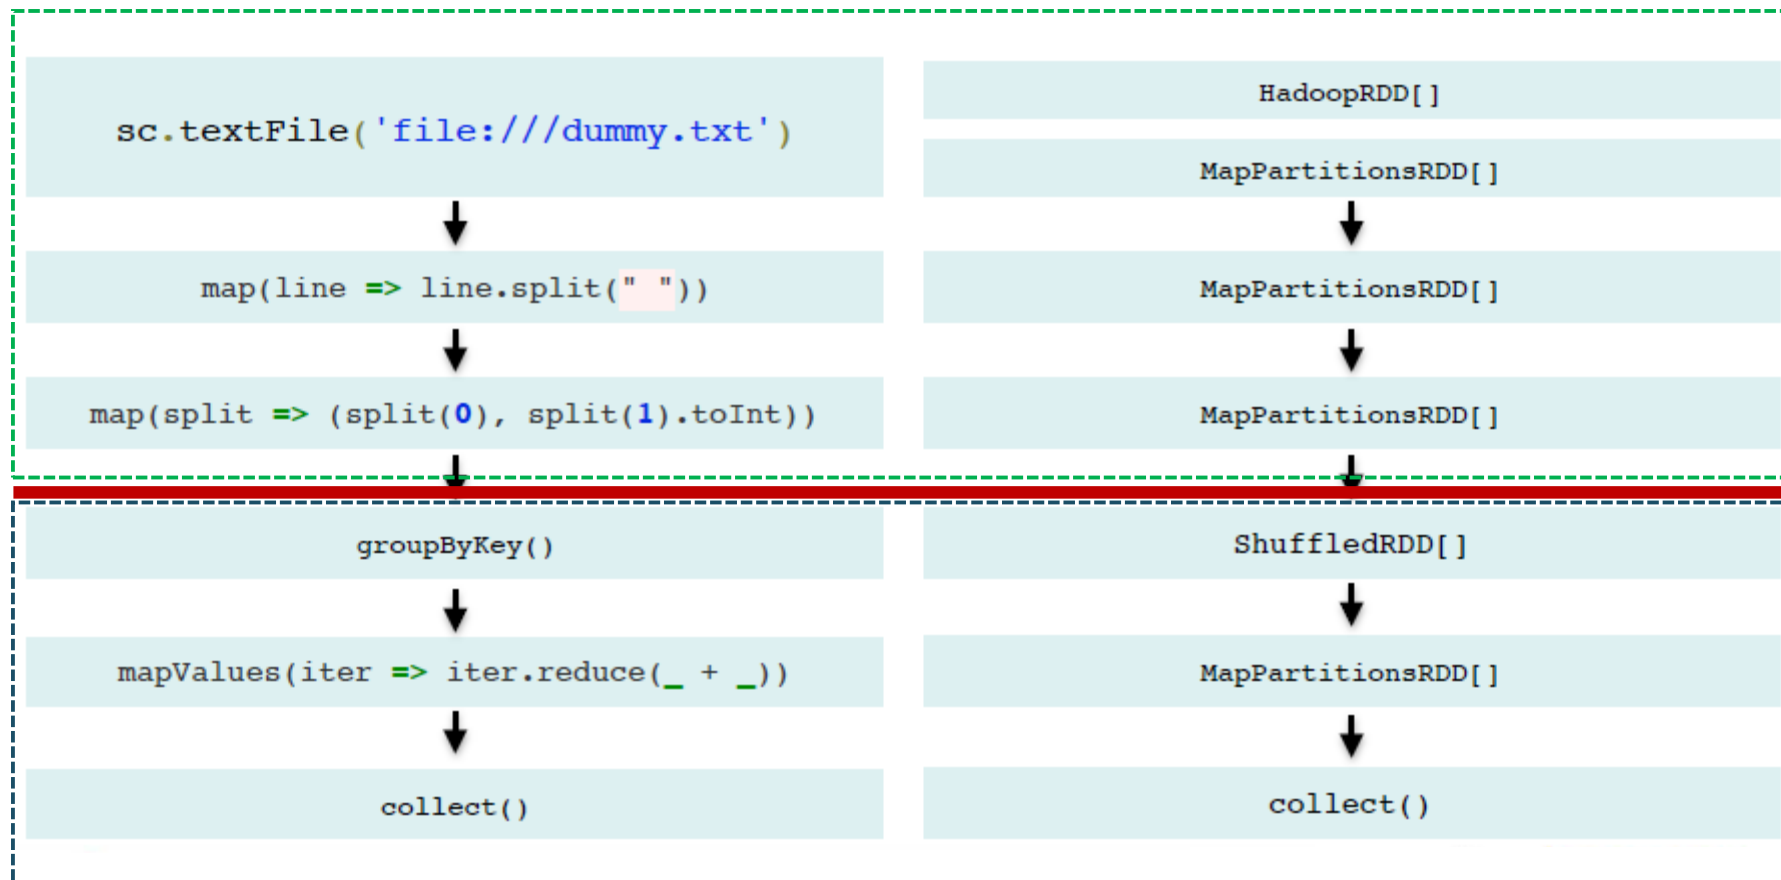 sc.textFile('file:///dummy.txt')
map(line => line.split(" "))
map(split => (split(0), split(1).toInt))
groupByKey()
mapValues(iter => iter.reduce(_ + _))
collect()
HadoopRDD[]
MapPartitionsRDD[]
MapPartitionsRDD[]
MapPartitionsRDD[]
ShuffledRDD[]
MapPartitionsRDD[]
collect()